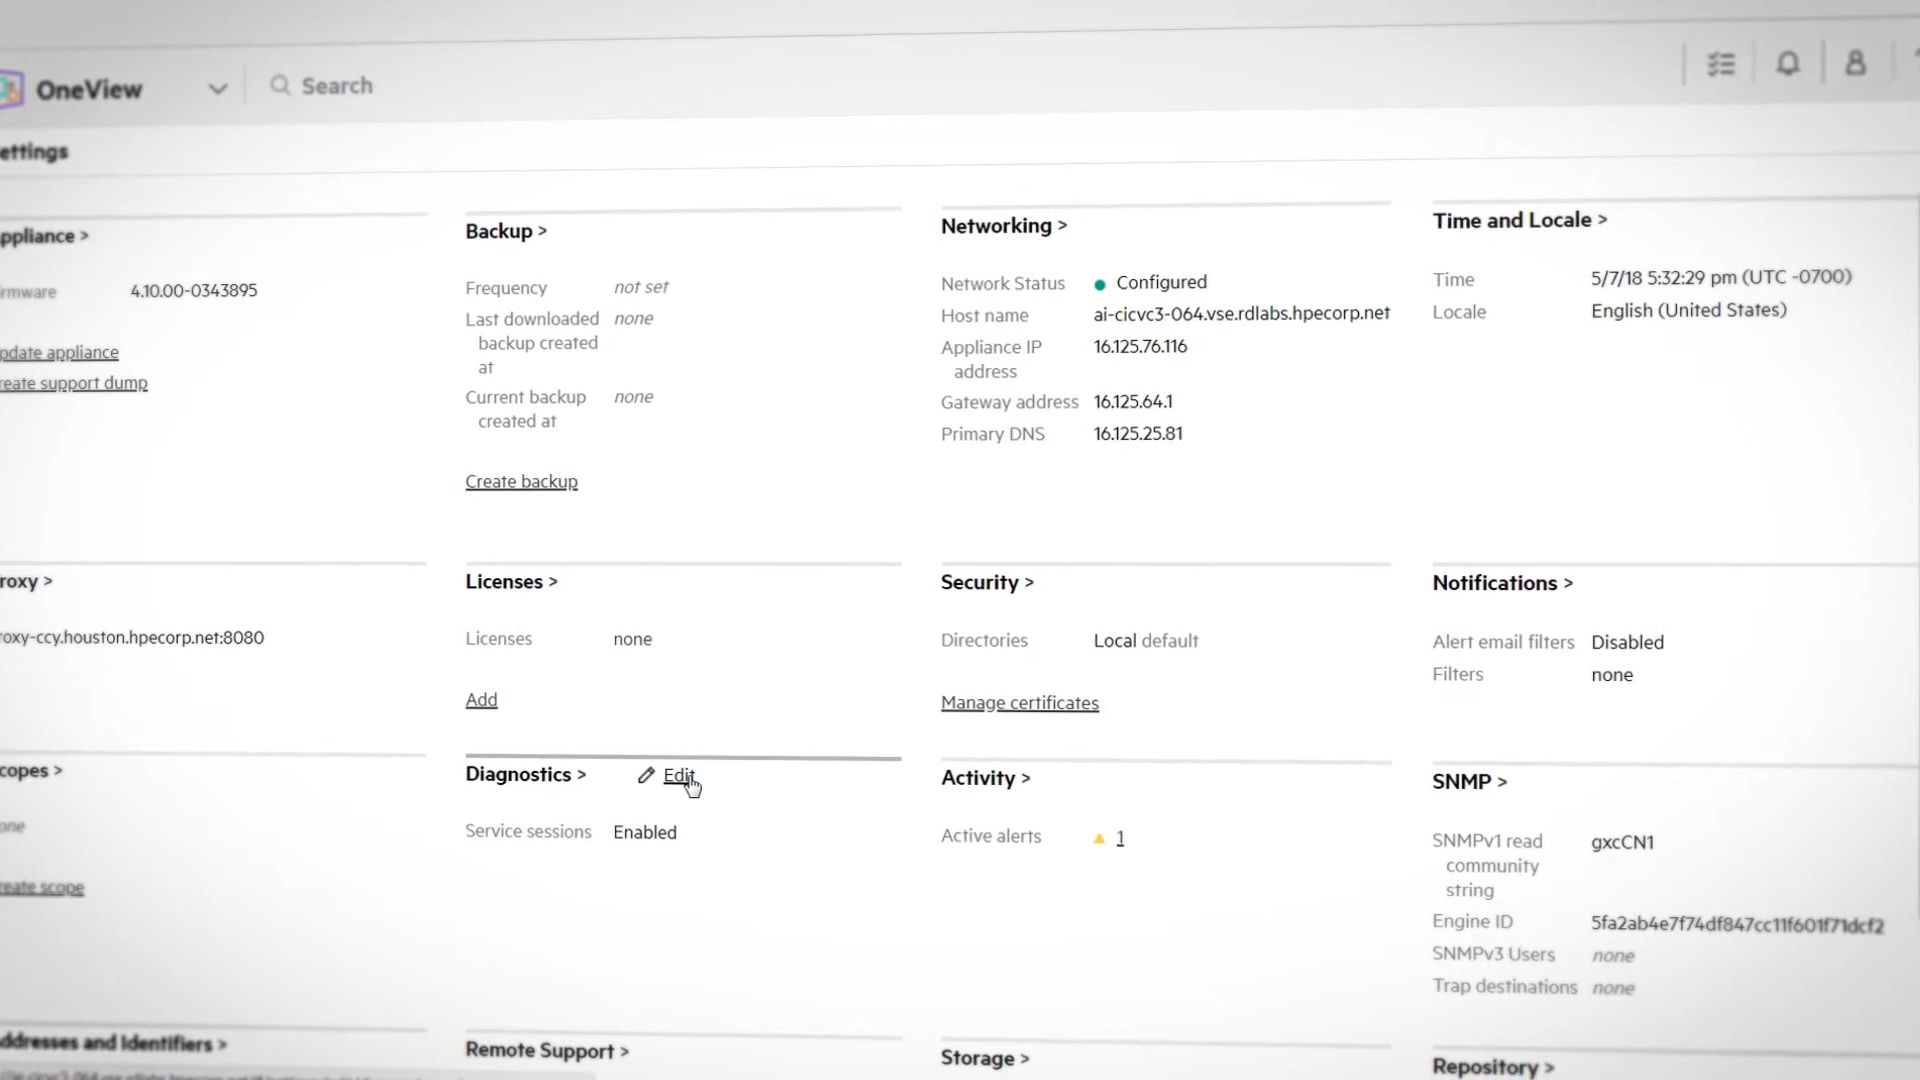 OneView
Search
ettings
ppliance >
rmware 4.10.00-0343895
pdate appliance
reate support dump
Backup >
Frequency not set
Last downloaded none
backup created
at
Current backup none
created at
Create backup
Networking >
Network Status Configured
Host name ai-cicvc3-064.vse.rdlabs.hpecorp.net
Appliance IP 16.125.76.116
address
Gateway address 16.125.64.1
Primary DNS 16.125.25.81
Time and Locale >
Time 5/7/18 5:32:29 pm (UTC -0700)
Locale English (United States)
roxy >
roxy-ccy.houston.hpecorp.net:8080
Licenses >
Licenses none
Add
Security >
Directories Local default
Manage certificates
Notifications >
Alert email filters Disabled
Filters none
copes >
one
reate scope
Diagnostics > Edit
Service sessions Enabled
Activity >
Active alerts 1
SNMP >
SNMPv1 read gxcCN1
community
string
Engine ID 5fa2ab4e7f74df847cc11f601f71dcf2
SNMPv3 Users none
Trap destinations none
ddresses and Identifiers >
Remote Support >
Storage >
Repository >